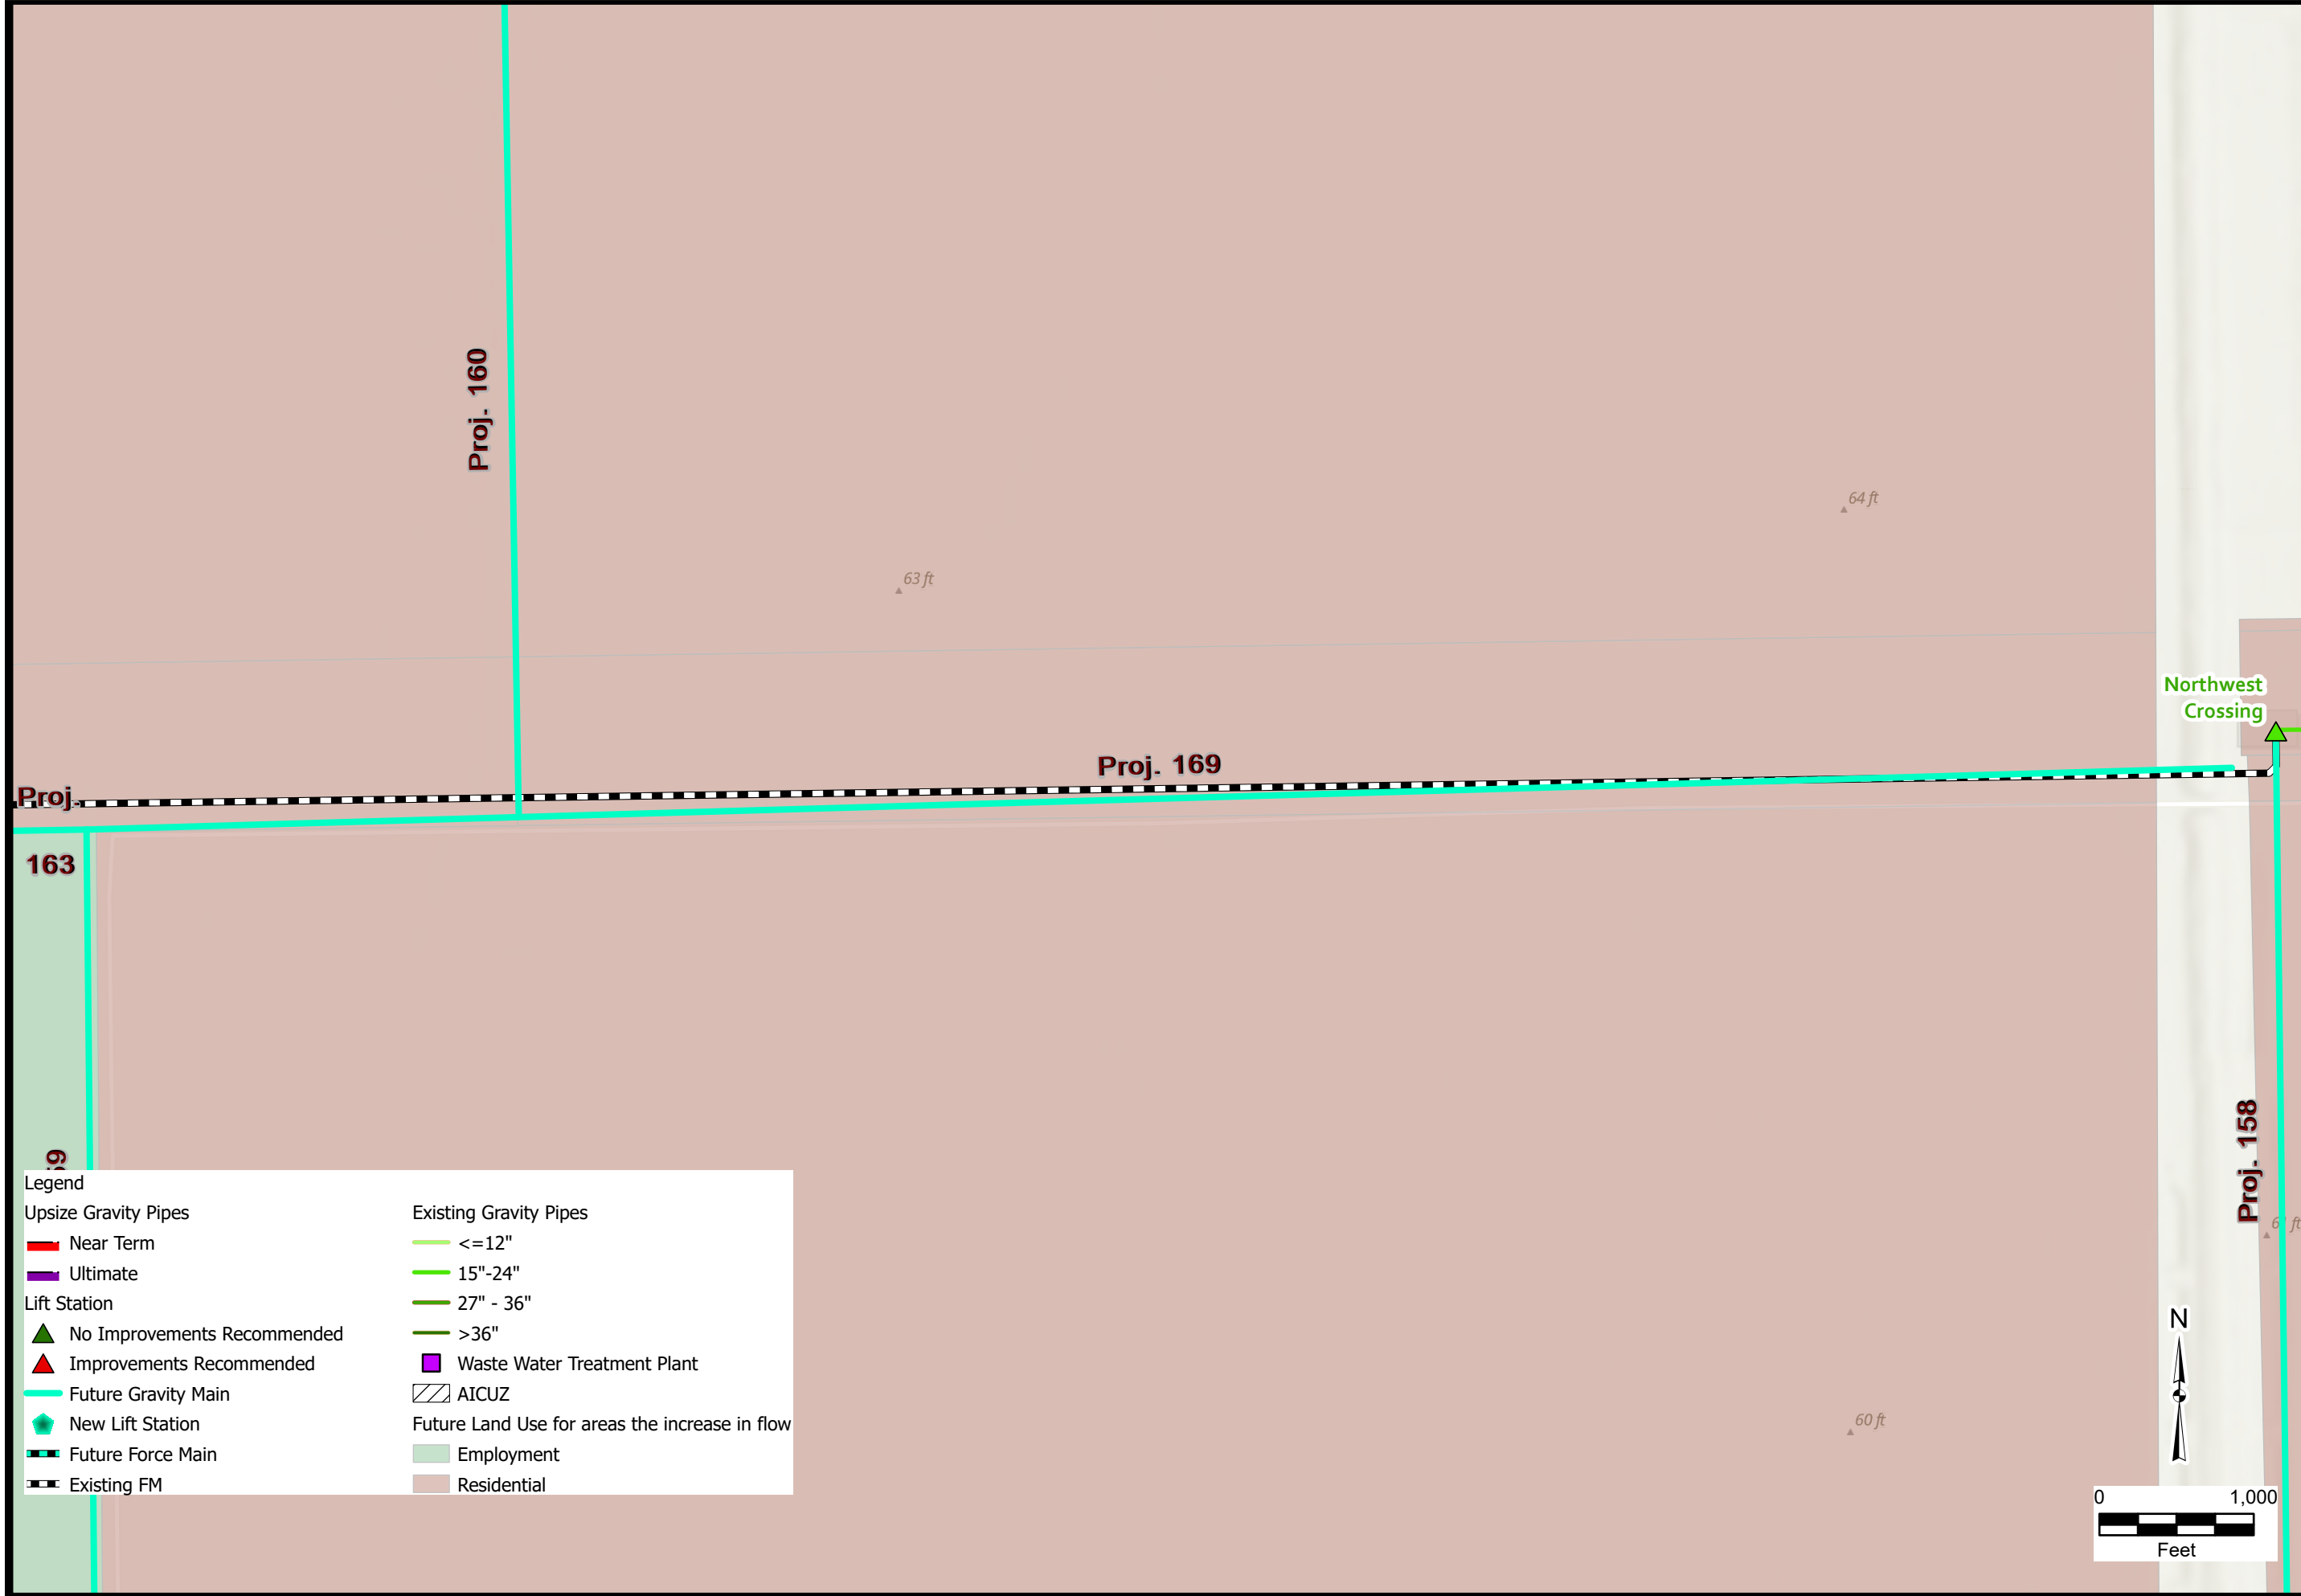 Proj. 160
64 ft
63 ft
Northwest
Crossing
Proj. 169
Proj.
163
Proj. 158
Legend
Upsize Gravity Pipes
Near Term
Ultimate
Lift Station
No Improvements Recommended
Improvements Recommended
Future Gravity Main
New Lift Station
Future Force Main
Existing FM
Existing Gravity Pipes
<=12"
15"-24"
27" - 36"
>36"
Waste Water Treatment Plant
AICUZ
Future Land Use for areas the increase in flow
Employment
Residential
60 ft
N
0 1,000
Feet